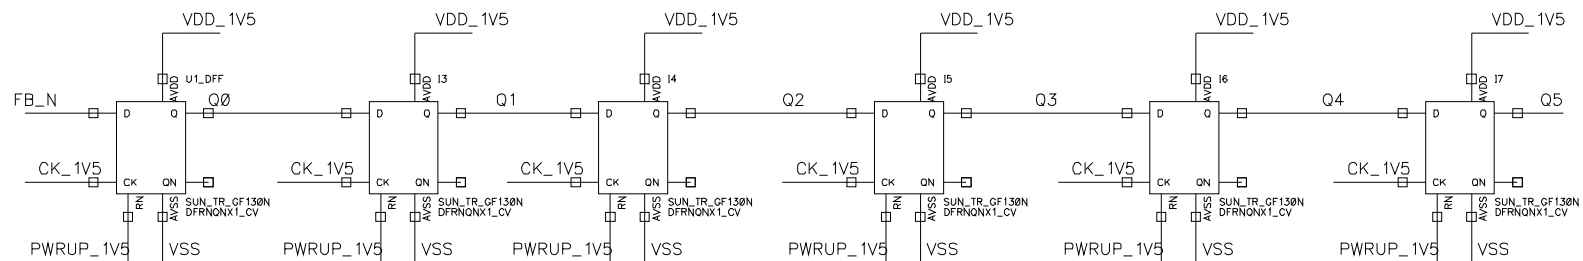 VDD_1V5 VDD_1V5 VDD_1V5 VDD_1V5 VDD_1V5 VDD_1V5
U1_DFF I3 I4 I5 I6 I7
AVDD AVDD AVDD AVDD AVDD AVDD
FB_N Q0 Q1 Q2 Q3 Q4 Q5
D Q D Q D Q D Q D Q D Q
CK_1V5 CK_1V5 CK_1V5 CK_1V5 CK_1V5 CK_1V5
CK QN CK QN CK QN CK QN CK QN CK QN
RN AVSS RN AVSS RN AVSS RN AVSS RN AVSS RN AVSS
SUN_TR_GF130N SUN_TR_GF130N SUN_TR_GF130N SUN_TR_GF130N SUN_TR_GF130N SUN_TR_GF130N
DFRNQNX1_CV DFRNQNX1_CV DFRNQNX1_CV DFRNQNX1_CV DFRNQNX1_CV DFRNQNX1_CV
PWRUP_1V5 VSS PWRUP_1V5 VSS PWRUP_1V5 VSS PWRUP_1V5 VSS PWRUP_1V5 VSS PWRUP_1V5 VSS